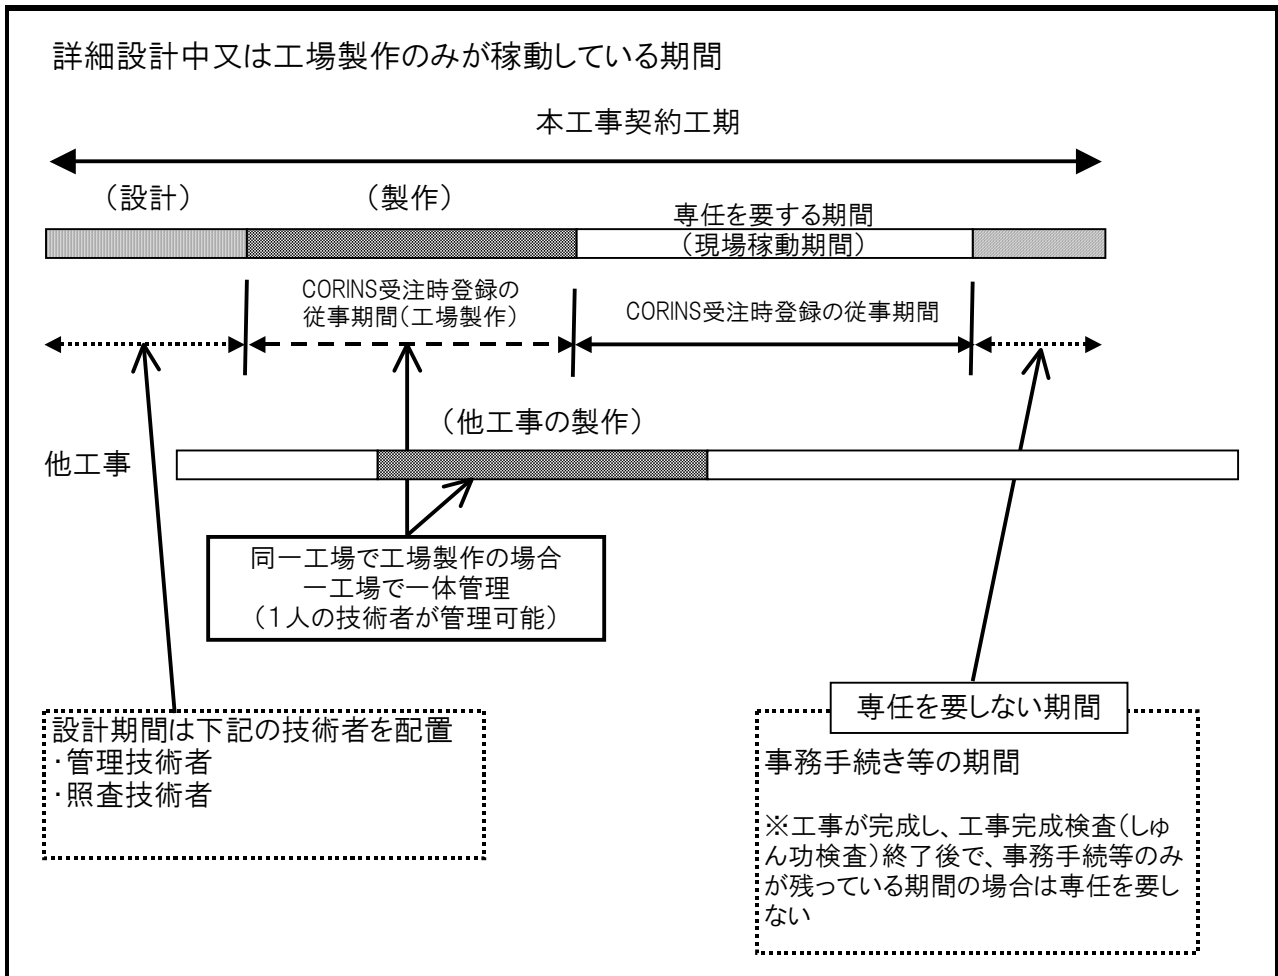 詳細設計中又は工場製作のみが稼動している期間
本工事契約工期
（設計）
（製作）
専任を要する期間
（現場稼動期間）
CORINS受注時登録の
従事期間（工場製作）
CORINS受注時登録の従事期間
（他工事の製作）
他工事
同一工場で工場製作の場合
一工場で一体管理
（１人の技術者が管理可能）
設計期間は下記の技術者を配置
・管理技術者
・照査技術者
専任を要しない期間
事務手続き等の期間
※工事が完成し、工事完成検査（しゅ
ん功検査）終了後で、事務手続等のみ
が残っている期間の場合は専任を要し
ない